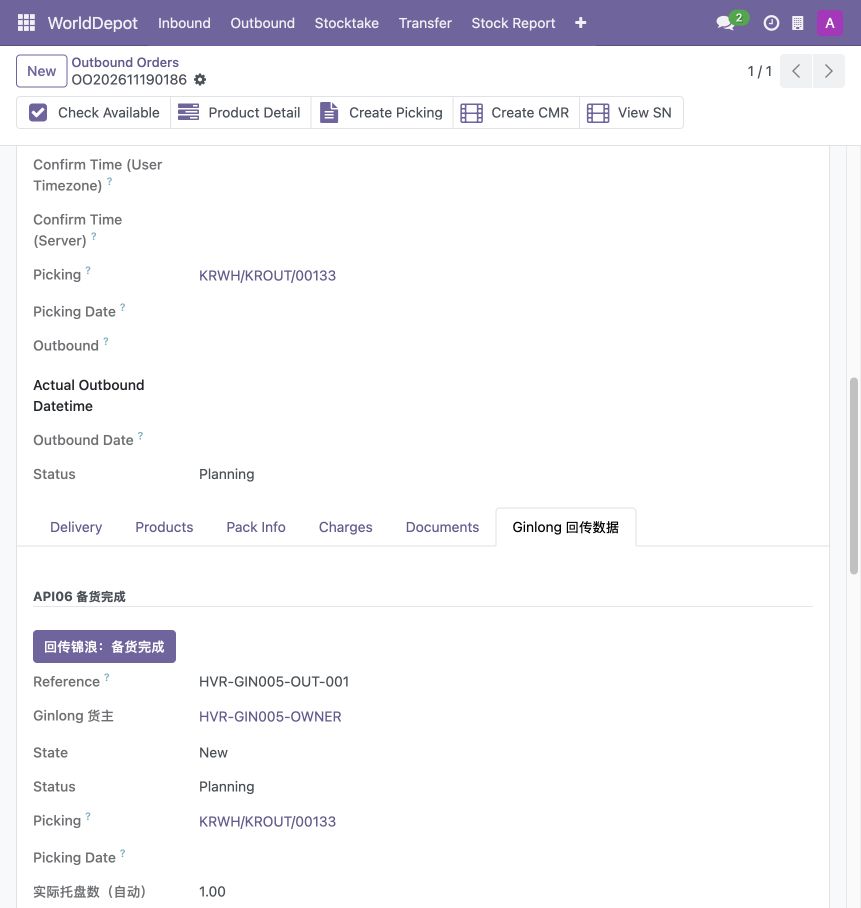 WorldDepot Inbound Outbound Stocktake Transfer Stock Report + 2 A
New Outbound Orders
OO202611190186 1 / 1
Check Available Product Detail Create Picking Create CMR View SN
Confirm Time (User
Timezone) ?
Confirm Time
(Server) ?
Picking ? KRWH/KROUT/00133
Picking Date ?
Outbound ?
Actual Outbound
Datetime
Outbound Date ?
Status Planning
Delivery Products Pack Info Charges Documents Ginlong 回传数据
API06 备货完成
回传锦浪：备货完成
Reference ? HVR-GIN005-OUT-001
Ginlong 货主 HVR-GIN005-OWNER
State New
Status Planning
Picking ? KRWH/KROUT/00133
Picking Date ?
实际托盘数（自动） 1.00